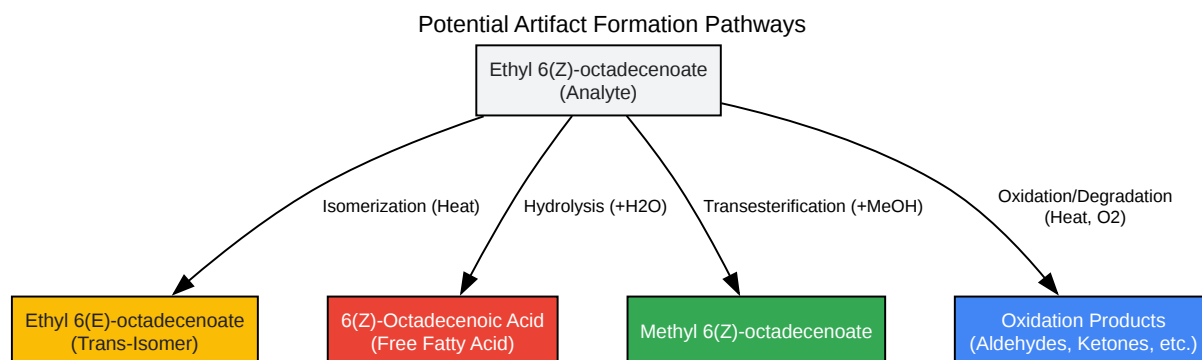 Potential Artifact Formation Pathways
Ethyl 6(Z)-octadecenoate
(Analyte)
Isomerization (Heat)
Hydrolysis (+H2O)
Transesterification (+MeOH)
Oxidation/Degradation
(Heat, O2)
Ethyl 6(E)-octadecenoate
(Trans-Isomer)
6(Z)-Octadecenoic Acid
(Free Fatty Acid)
Methyl 6(Z)-octadecenoate
Oxidation Products
(Aldehydes, Ketones, etc.)